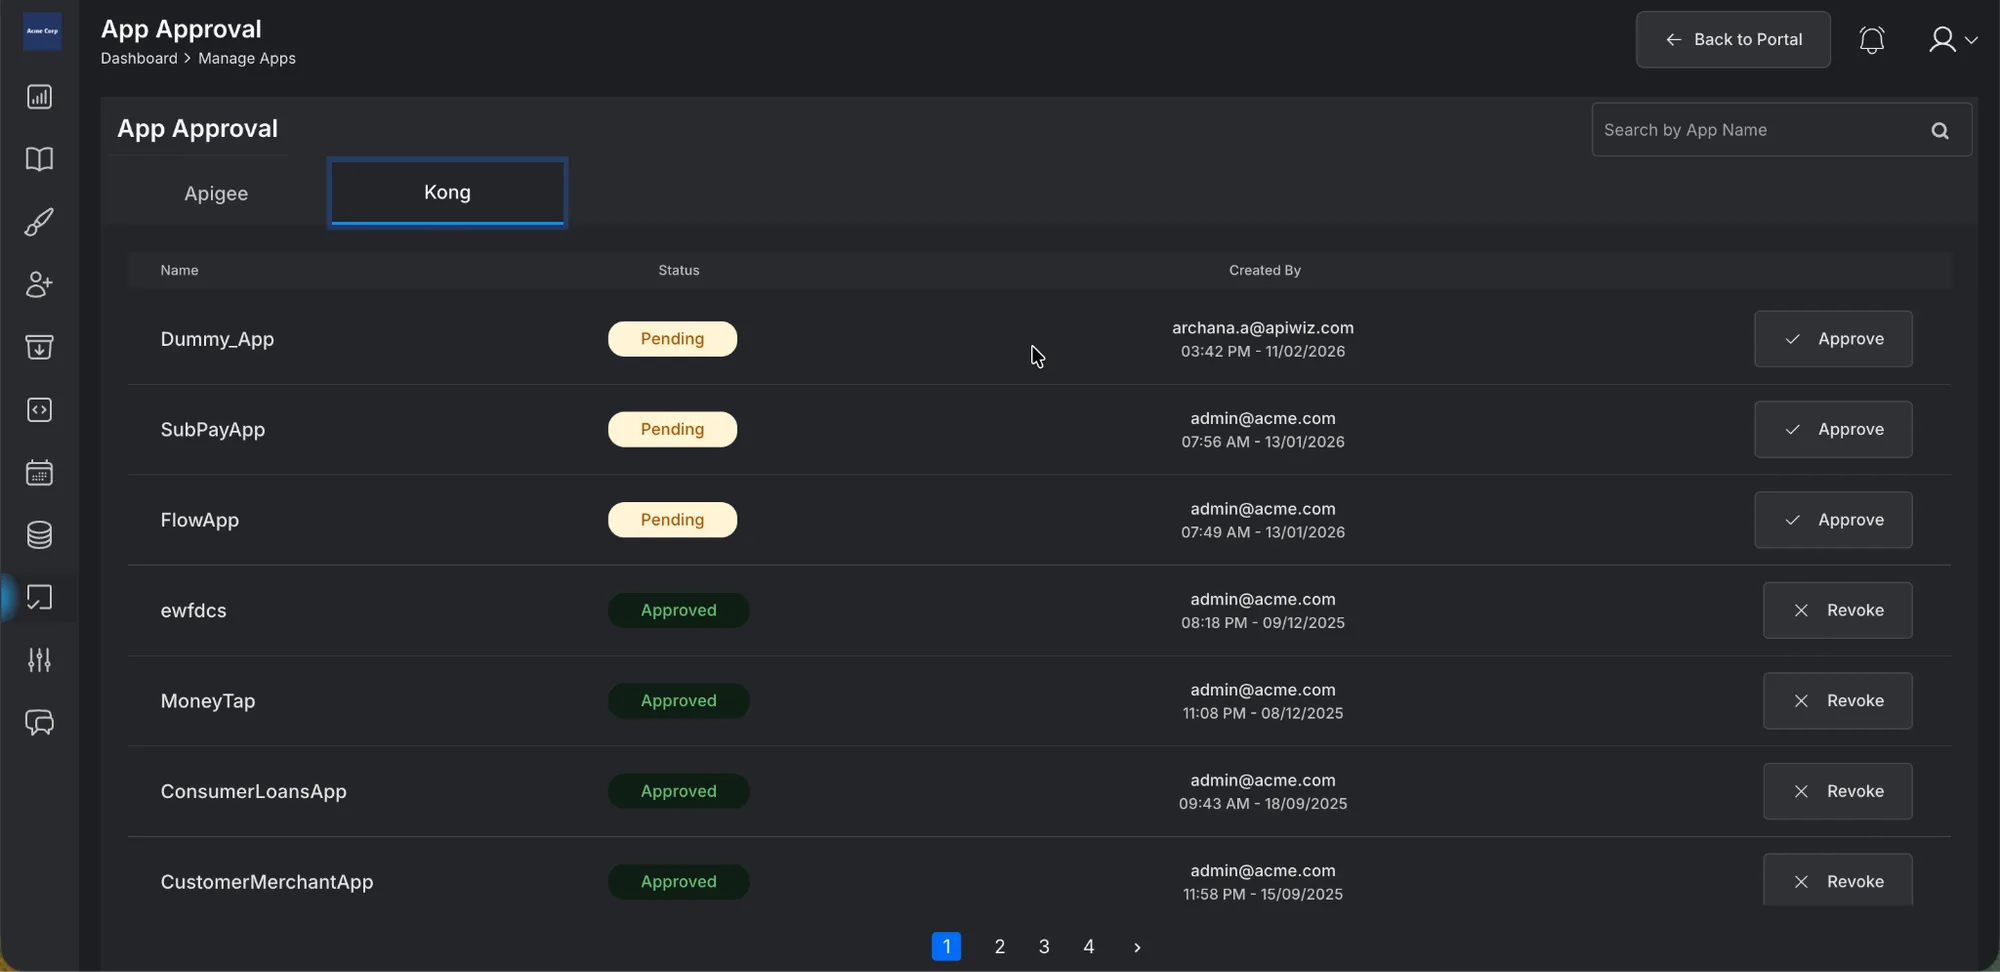 Acme Corp
App Approval
Dashboard > Manage Apps
← Back to Portal
App Approval
Search by App Name
Apigee
Kong
Name Status Created By
Dummy_App Pending archana.a@apiwiz.com Approve
03:42 PM - 11/02/2026
SubPayApp Pending admin@acme.com Approve
07:56 AM - 13/01/2026
FlowApp Pending admin@acme.com Approve
07:49 AM - 13/01/2026
ewfdcs Approved admin@acme.com Revoke
08:18 PM - 09/12/2025
MoneyTap Approved admin@acme.com Revoke
11:08 PM - 08/12/2025
ConsumerLoansApp Approved admin@acme.com Revoke
09:43 AM - 18/09/2025
CustomerMerchantApp Approved admin@acme.com Revoke
11:58 PM - 15/09/2025
1 2 3 4 >